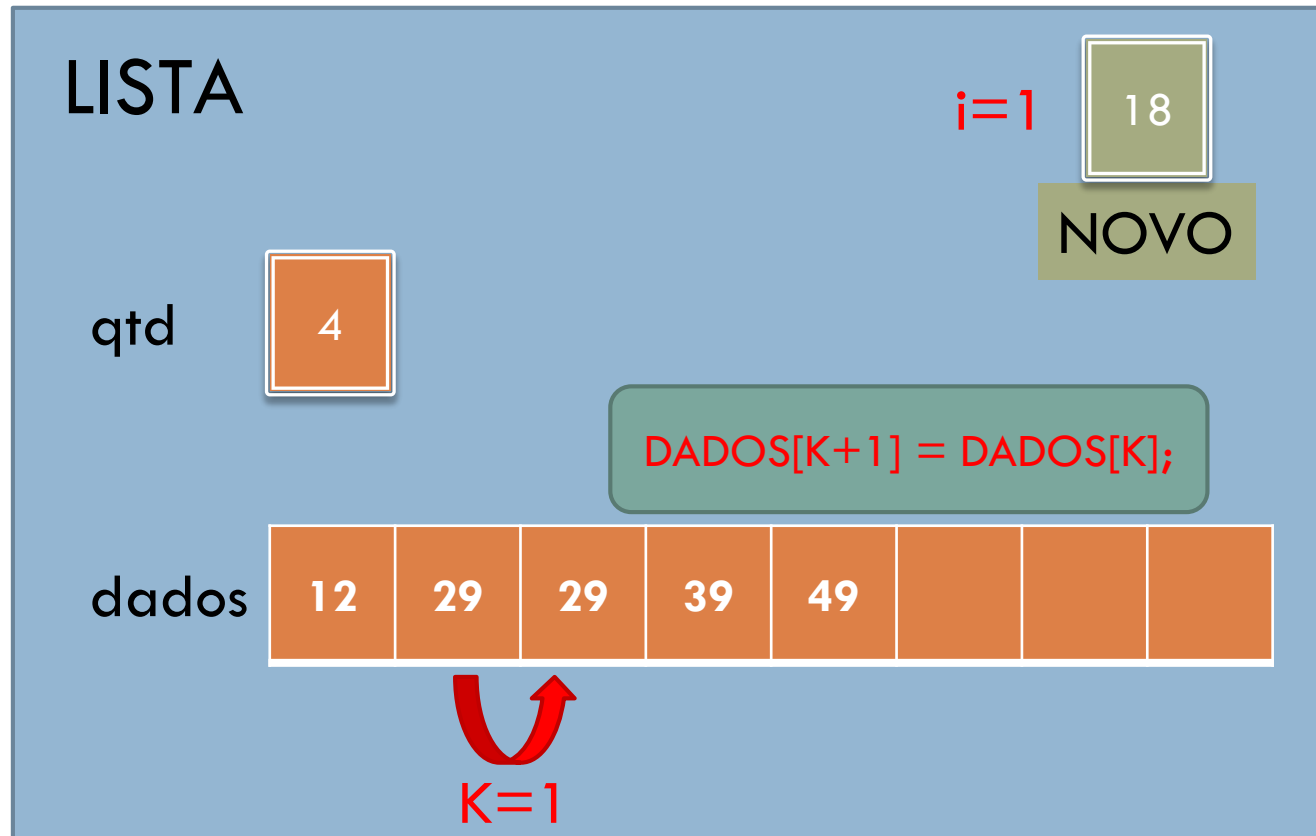 LISTA
i=1 18
NOVO
qtd 4
DADOS[K+1] = DADOS[K];
dados 12 29 29 39 49
K=1